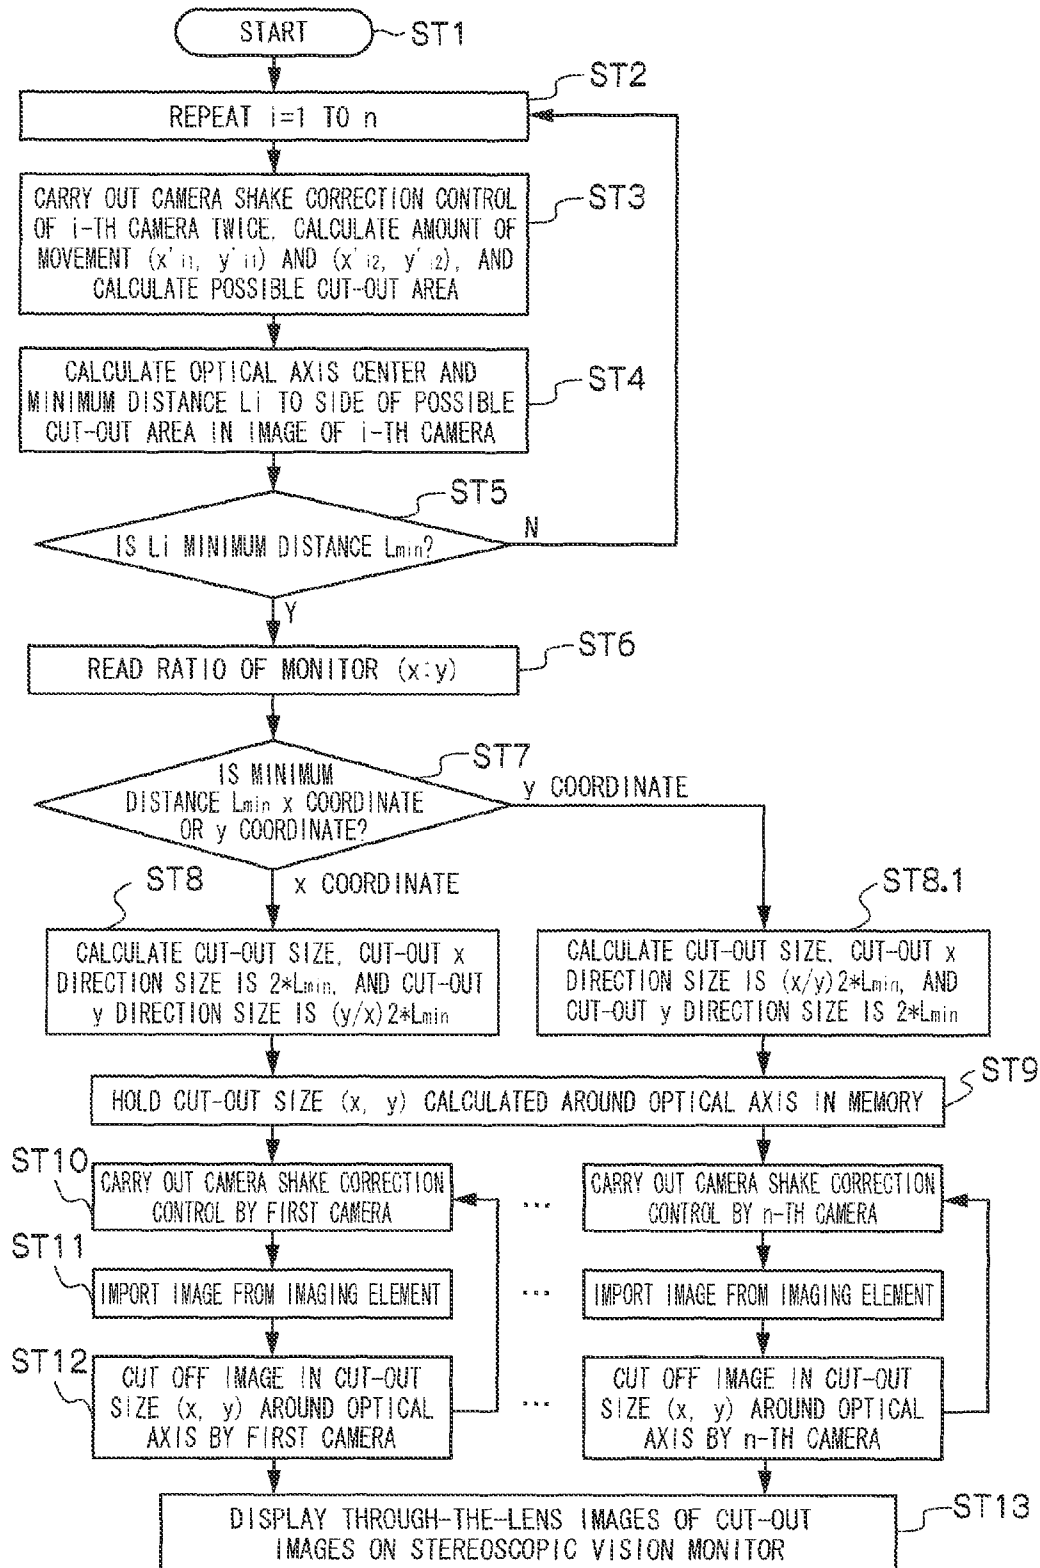 START
ST1
ST2
REPEAT i=1 TO n
CARRY OUT CAMERA SHAKE CORRECTION CONTROL
OF i-TH CAMERA TWICE, CALCULATE AMOUNT OF
MOVEMENT (x'i1, y'i1) AND (x'i2, y'i2), AND
CALCULATE POSSIBLE CUT-OUT AREA
ST3
CALCULATE OPTICAL AXIS CENTER AND
MINIMUM DISTANCE Li TO SIDE OF POSSIBLE
CUT-OUT AREA IN IMAGE OF i-TH CAMERA
ST4
ST5
IS Li MINIMUM DISTANCE Lmin?
N
Y
ST6
READ RATIO OF MONITOR (x:y)
ST7
IS MINIMUM
DISTANCE Lmin x COORDINATE
OR y COORDINATE?
y COORDINATE
x COORDINATE
ST8
CALCULATE CUT-OUT SIZE, CUT-OUT x
DIRECTION SIZE IS 2*Lmin, AND CUT-OUT
y DIRECTION SIZE IS (y/x)2*Lmin
ST8.1
CALCULATE CUT-OUT SIZE, CUT-OUT x
DIRECTION SIZE IS (x/y)2*Lmin, AND
CUT-OUT y DIRECTION SIZE IS 2*Lmin
ST9
HOLD CUT-OUT SIZE (x, y) CALCULATED AROUND OPTICAL AXIS IN MEMORY
ST10
CARRY OUT CAMERA SHAKE CORRECTION
CONTROL BY FIRST CAMERA
...
CARRY OUT CAMERA SHAKE CORRECTION
CONTROL BY n-TH CAMERA
ST11
IMPORT IMAGE FROM IMAGING ELEMENT
...
IMPORT IMAGE FROM IMAGING ELEMENT
ST12
CUT OFF IMAGE IN CUT-OUT
SIZE (x, y) AROUND OPTICAL
AXIS BY FIRST CAMERA
...
CUT OFF IMAGE IN CUT-OUT
SIZE (x, y) AROUND OPTICAL
AXIS BY n-TH CAMERA
ST13
DISPLAY THROUGH-THE-LENS IMAGES OF CUT-OUT
IMAGES ON STEREOSCOPIC VISION MONITOR